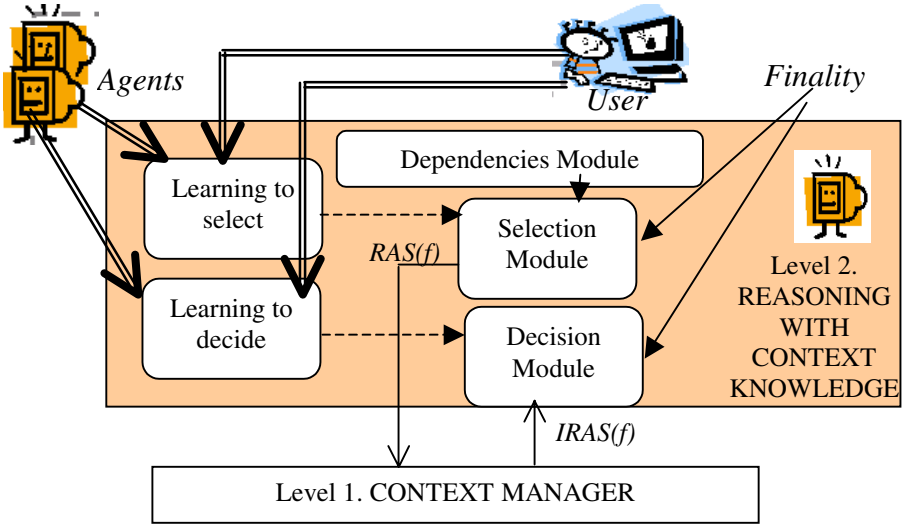 Agents
User
Finality
Dependencies Module
Learning to
select
Selection
Module
RAS(f)
Learning to
decide
Decision
Module
Level 2.
REASONING
WITH
CONTEXT
KNOWLEDGE
IRAS(f)
Level 1. CONTEXT MANAGER